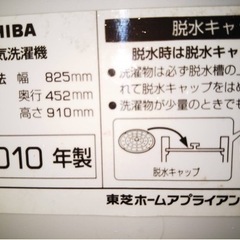 HIBA
気洗濯機
法 幅 825mm
奥行 452mm
高さ 910mm
010 年製
脱水キャ
脱水時は脱水キャ
●洗濯物は必ず脱水槽の
れて脱水キャップをは
●洗濯物が少量のときでも
脱水キャップ
東芝ホームアプライアン